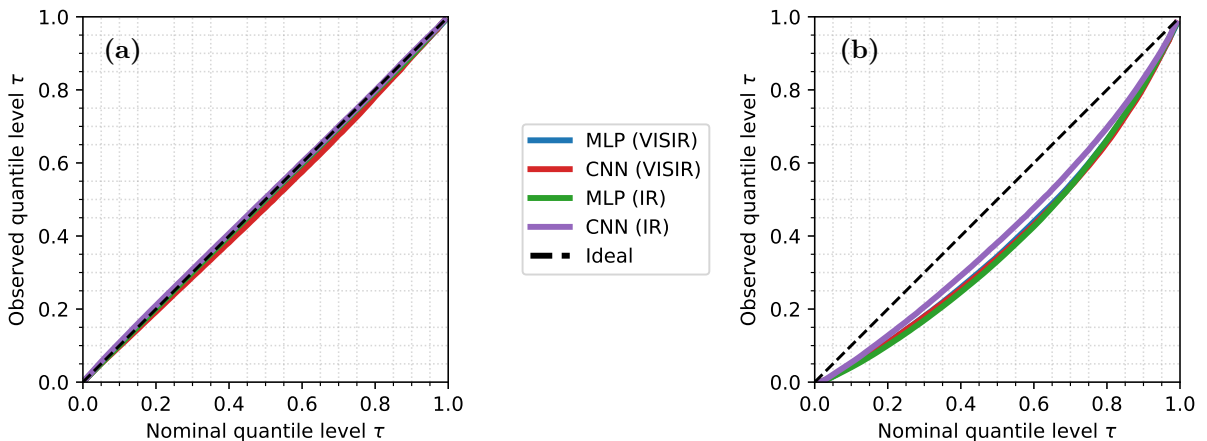 (a)
Observed quantile level τ
1.0
0.8
0.6
0.4
0.2
0.0
0.0 0.2 0.4 0.6 0.8 1.0
Nominal quantile level τ
MLP (VISIR)
CNN (VISIR)
MLP (IR)
CNN (IR)
Ideal
(b)
Observed quantile level τ
1.0
0.8
0.6
0.4
0.2
0.0
0.0 0.2 0.4 0.6 0.8 1.0
Nominal quantile level τ